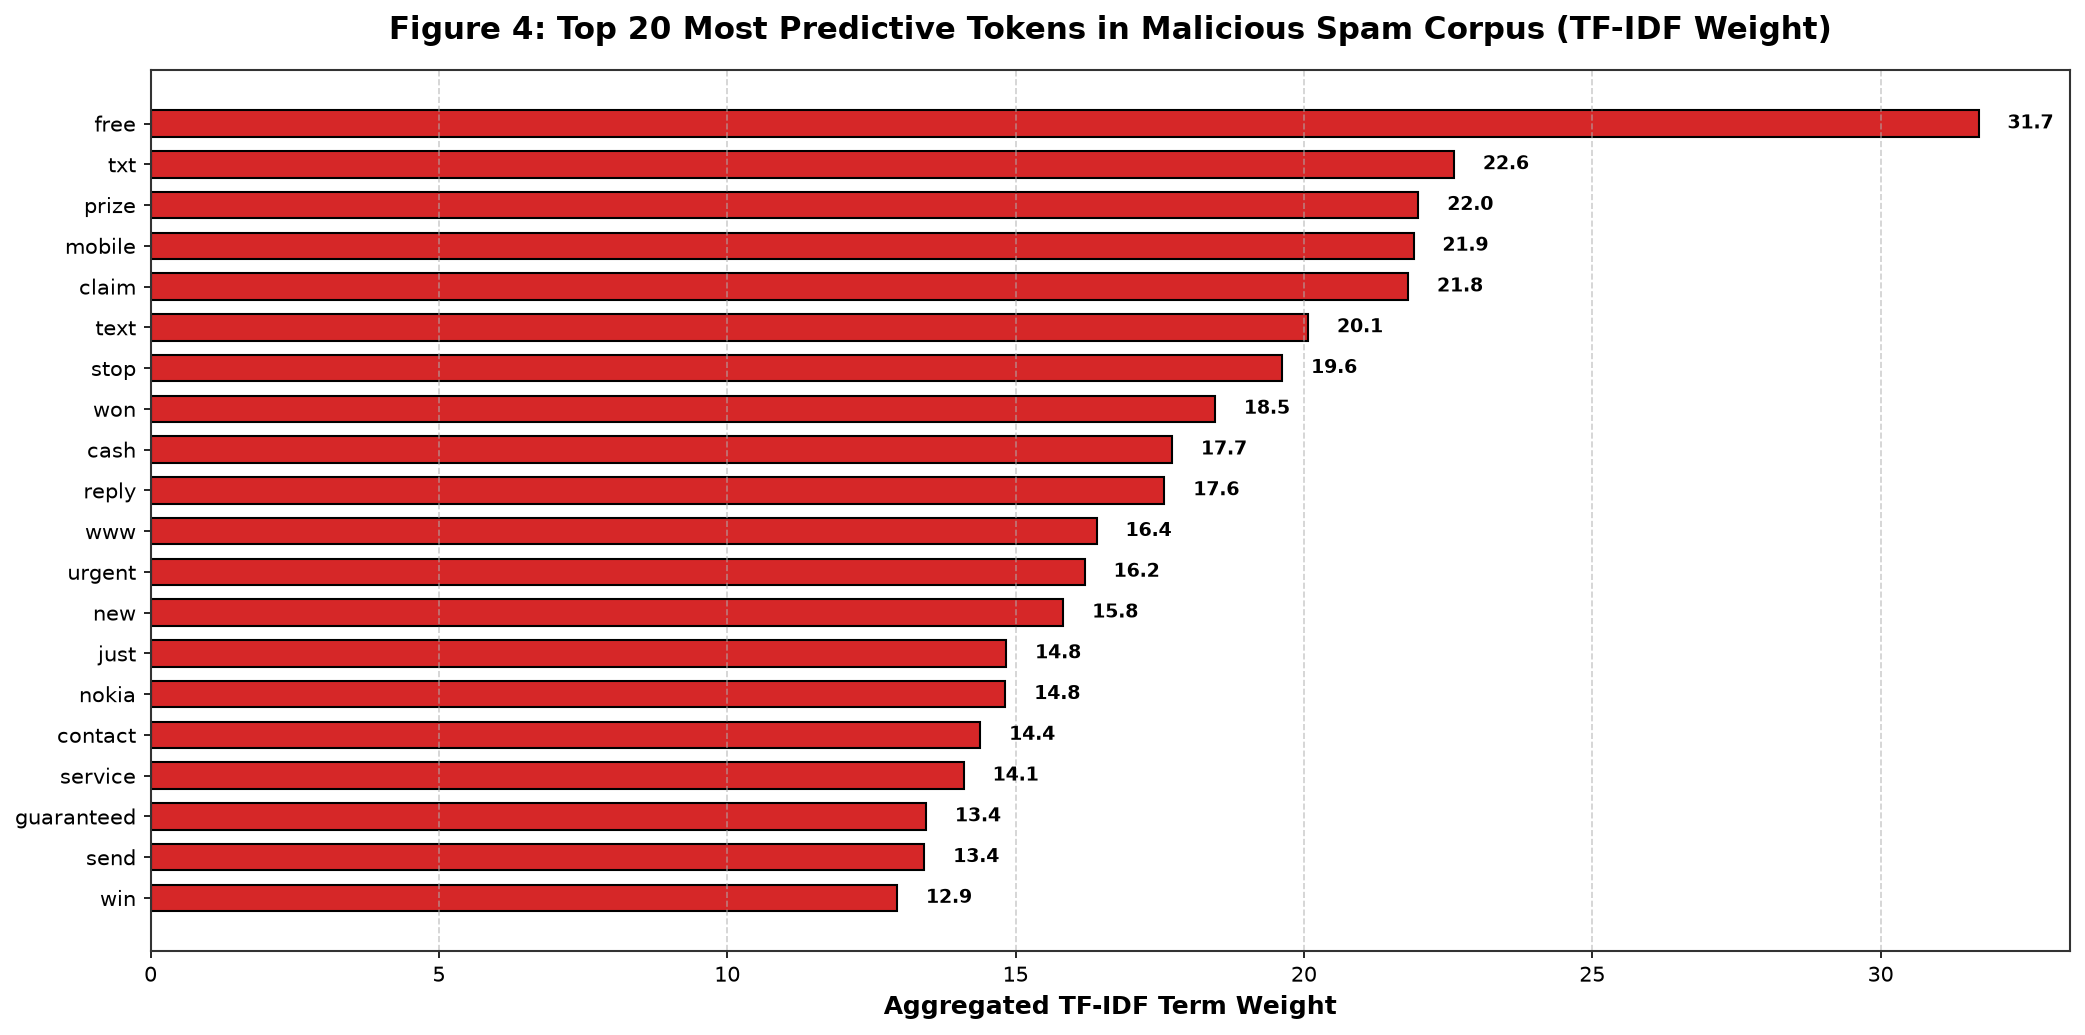 Figure 4: Top 20 Most Predictive Tokens in Malicious Spam Corpus (TF-IDF Weight)
free 31.7
txt 22.6
prize 22.0
mobile 21.9
claim 21.8
text 20.1
stop 19.6
won 18.5
cash 17.7
reply 17.6
www 16.4
urgent 16.2
new 15.8
just 14.8
nokia 14.8
contact 14.4
service 14.1
guaranteed 13.4
send 13.4
win 12.9
0 5 10 15 20 25 30
Aggregated TF-IDF Term Weight